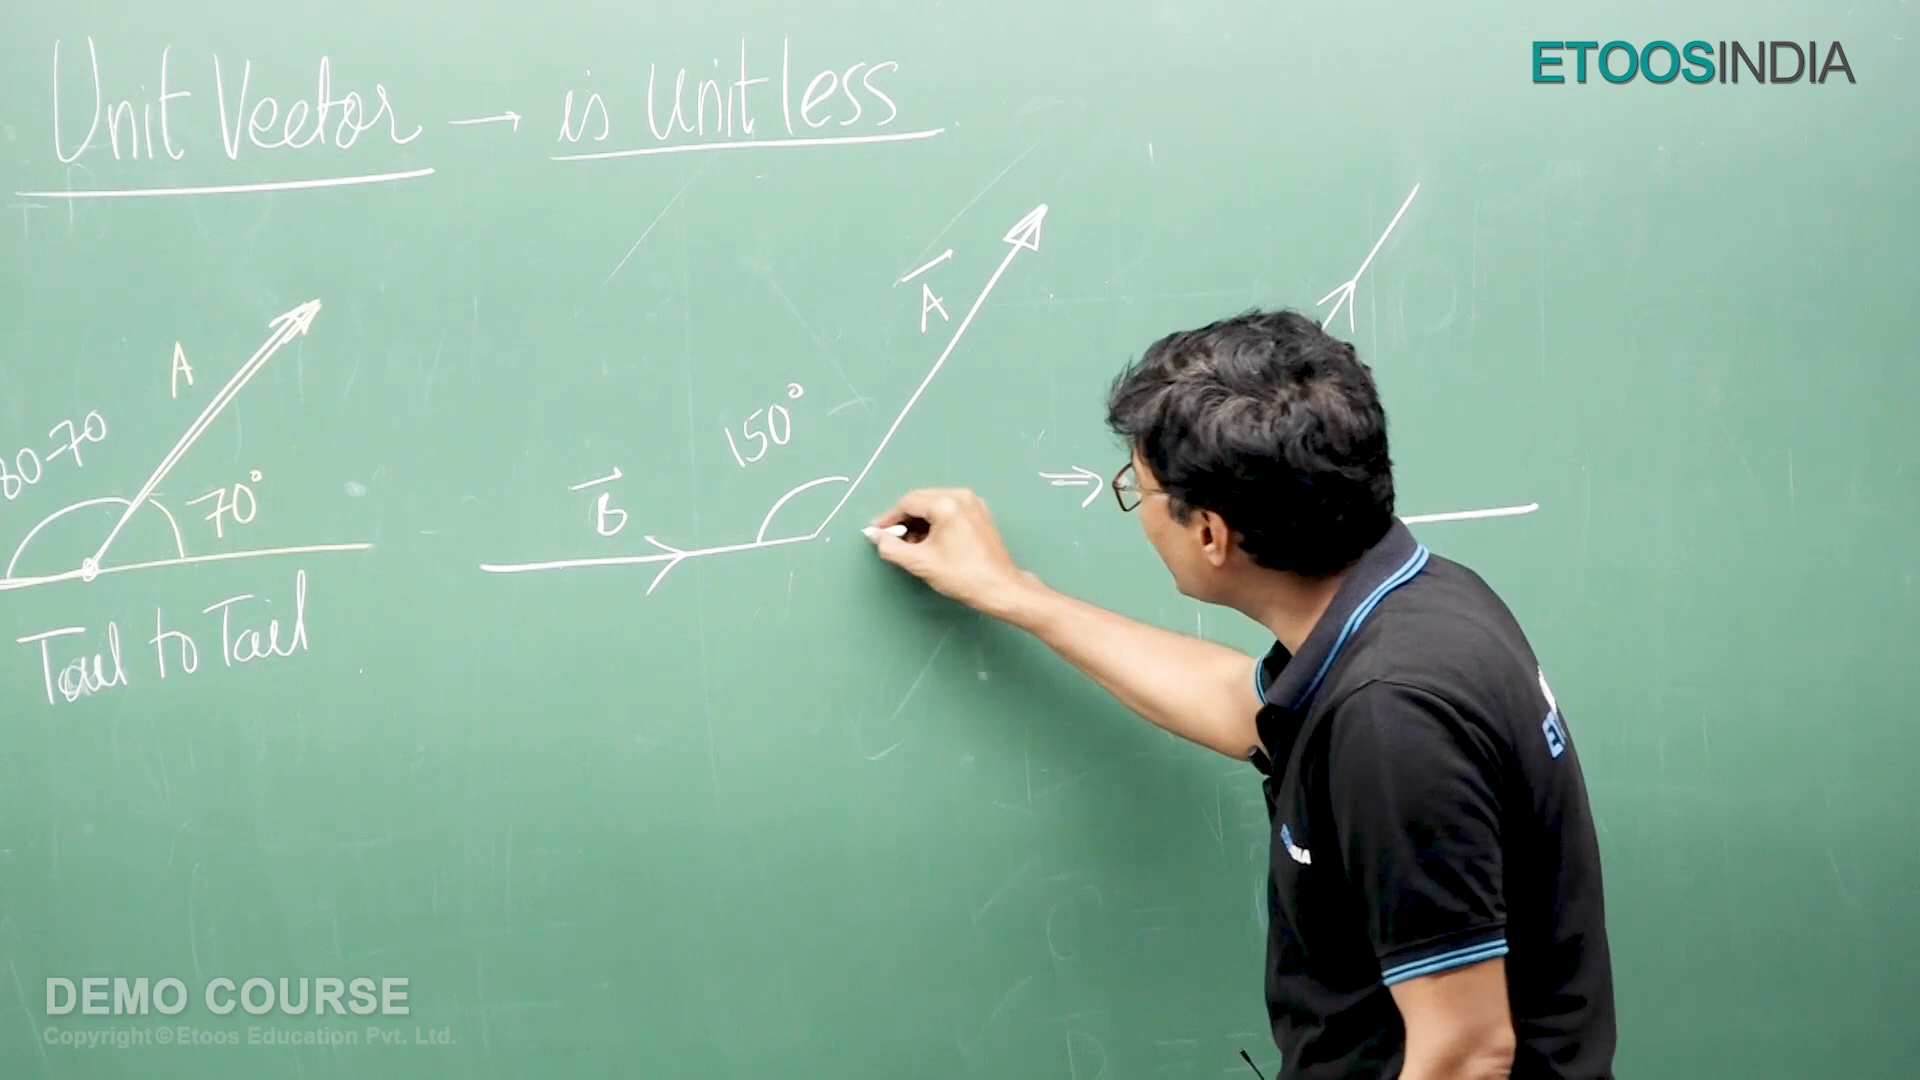 Unit Vector → is Unitless
ETOOSINDIA
A
80-70
70°
Tail to Tail
A
150°
B
⇒
DEMO COURSE
Copyright©Etoos Education Pvt. Ltd.